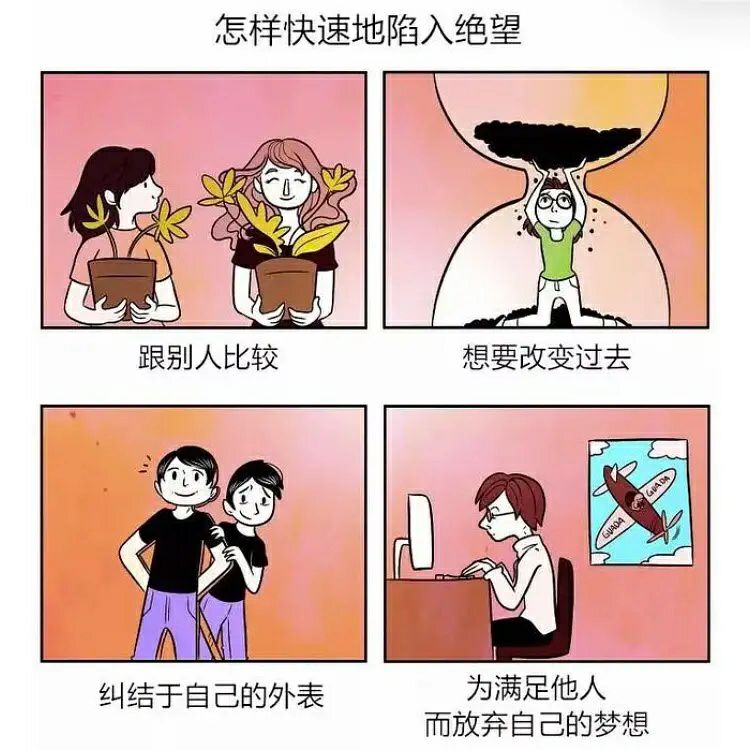 怎样快速地陷入绝望
跟别人比较
想要改变过去
GUADA
GUADA
纠结于自己的外表
为满足他人
而放弃自己的梦想